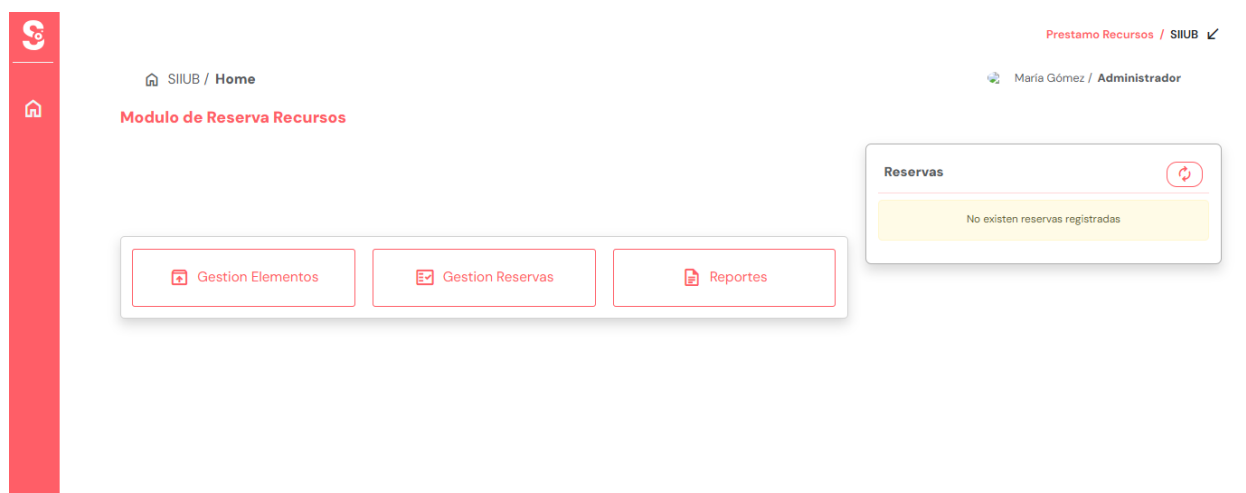 Prestamo Recursos / SIIUB
SIIUB / Home
María Gómez / Administrador
Modulo de Reserva Recursos
Reservas
No existen reservas registradas
Gestion Elementos
Gestion Reservas
Reportes